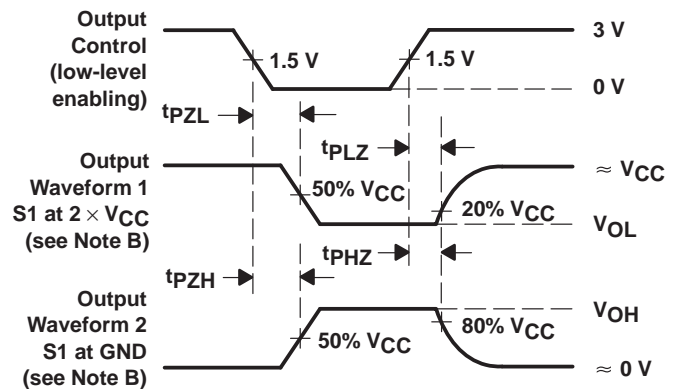 Output
Control
(low-level
enabling)
1.5 V
1.5 V
3 V
0 V
tPZL
tPLZ
Output
Waveform 1
S1 at 2 × VCC
(see Note B)
50% VCC
20% VCC
≈ VCC
VOL
tPZH
tPHZ
Output
Waveform 2
S1 at GND
(see Note B)
50% VCC
80% VCC
VOH
≈ 0 V